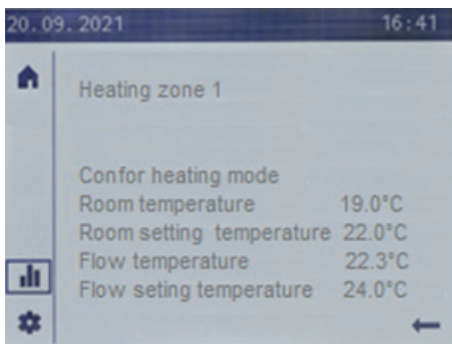 20.09.2021 16:41
Heating zone 1
Confor heating mode
Room temperature 19.0°C
Room setting temperature 22.0°C
Flow temperature 22.3°C
Flow seting temperature 24.0°C